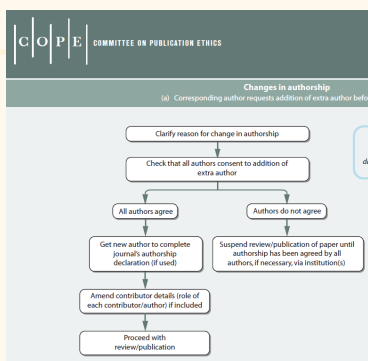 COPE COMMITTEE ON PUBLICATION ETHICS
Changes in authorship
(a) Corresponding author requests addition of extra author befo
Clarify reason for change in authorship
Check that all authors consent to addition of
extra author
All authors agree
Authors do not agree
Get new author to complete
journal's authorship
declaration (if used)
Suspend review/publication of paper until
authorship has been agreed by all
authors, if necessary, via institution(s)
Amend contributor details (role of
each contributor/author) if included
Proceed with
review/publication